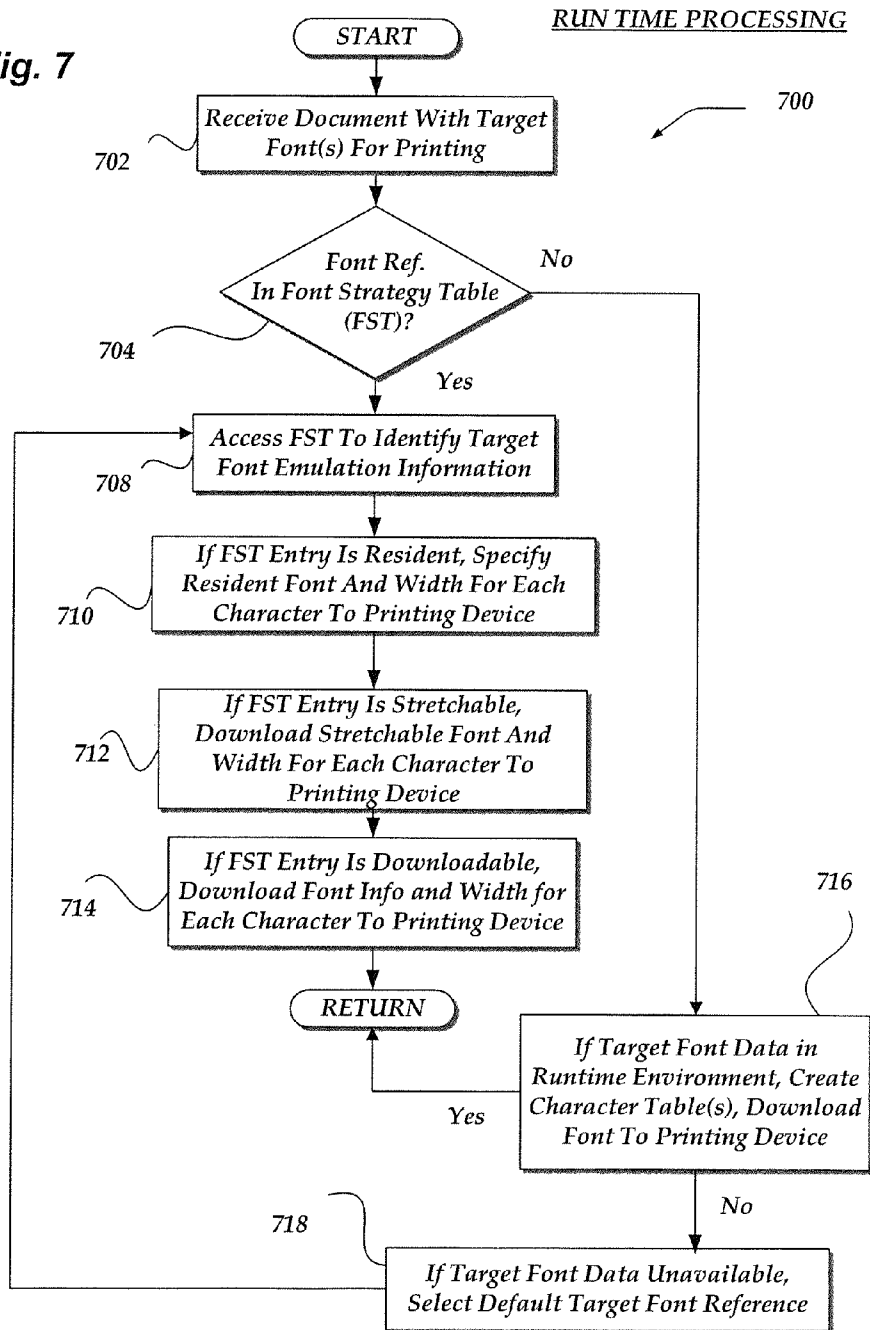 RUN TIME PROCESSING
ig. 7
START
700
Receive Document With Target
Font(s) For Printing
702
Font Ref.
In Font Strategy Table
(FST)?
No
704
Yes
Access FST To Identify Target
Font Emulation Information
708
If FST Entry Is Resident, Specify
Resident Font And Width For Each
Character To Printing Device
710
If FST Entry Is Stretchable,
Download Stretchable Font And
Width For Each Character To
Printing Device
712
If FST Entry Is Downloadable,
Download Font Info and Width for
Each Character To Printing Device
714
716
RETURN
If Target Font Data in
Runtime Environment, Create
Character Table(s), Download
Font To Printing Device
Yes
No
718
If Target Font Data Unavailable,
Select Default Target Font Reference